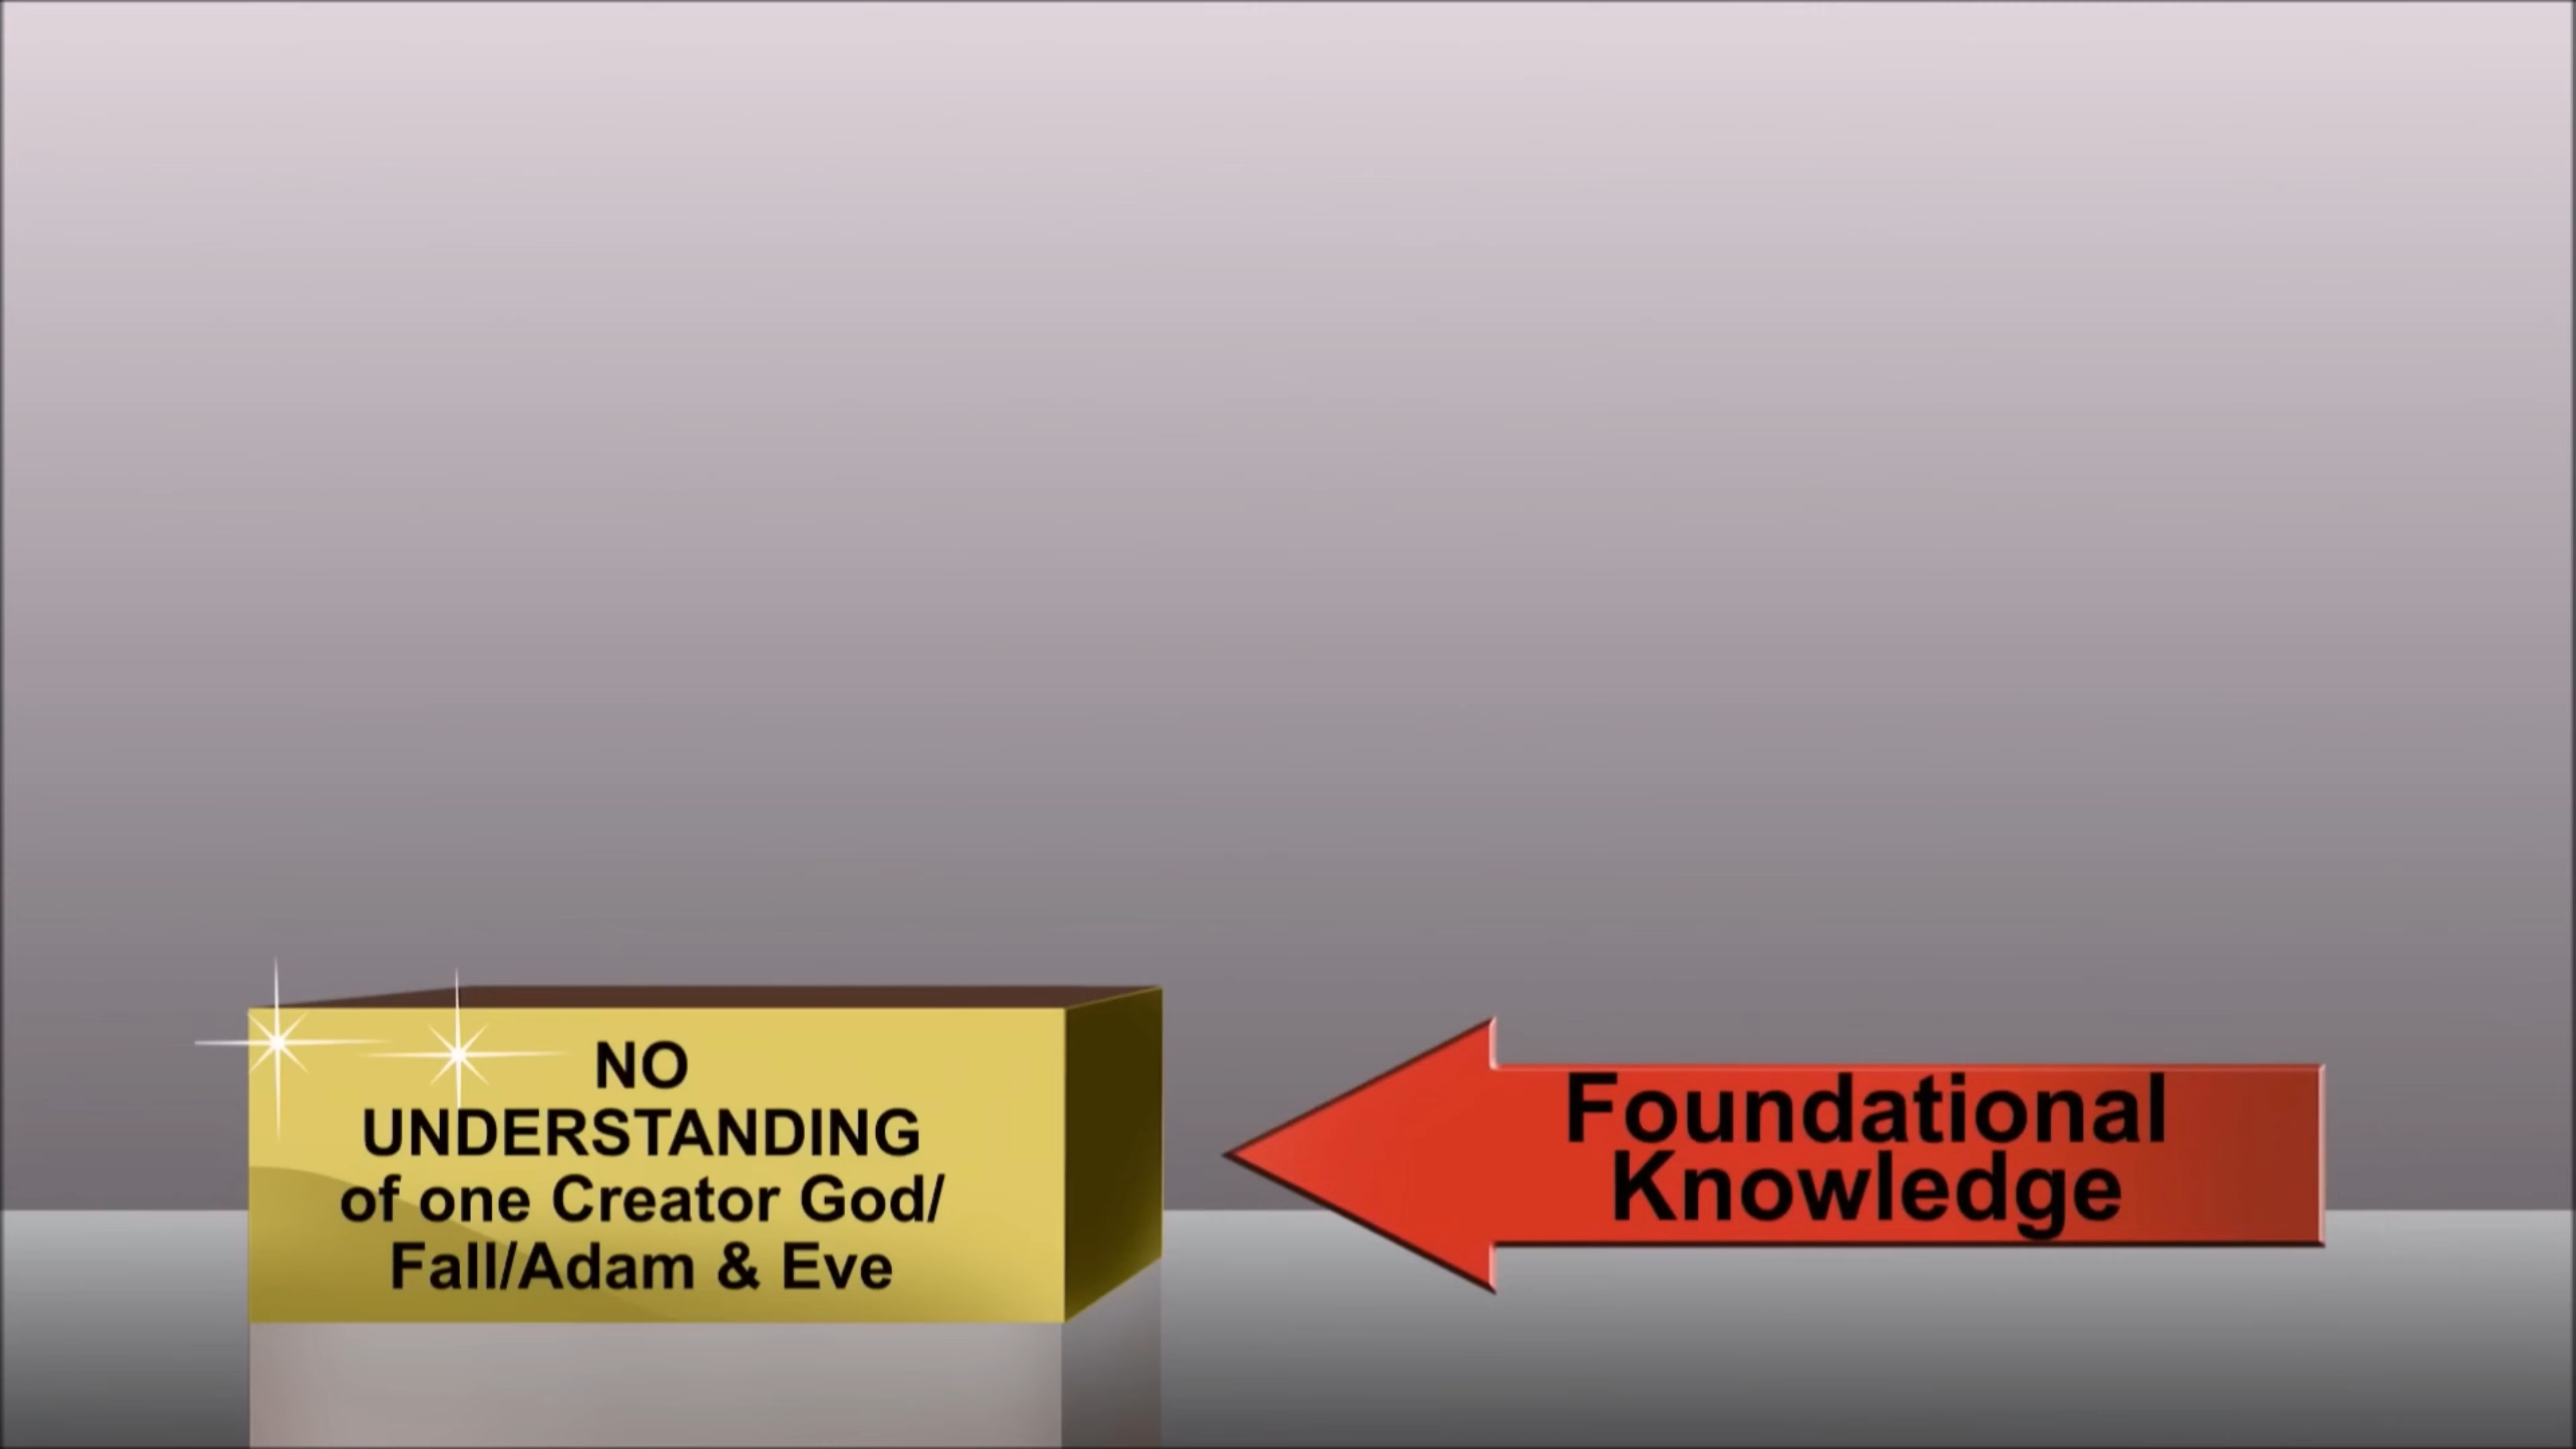 NO
UNDERSTANDING
of one Creator God/
Fall/Adam & Eve
Foundational
Knowledge